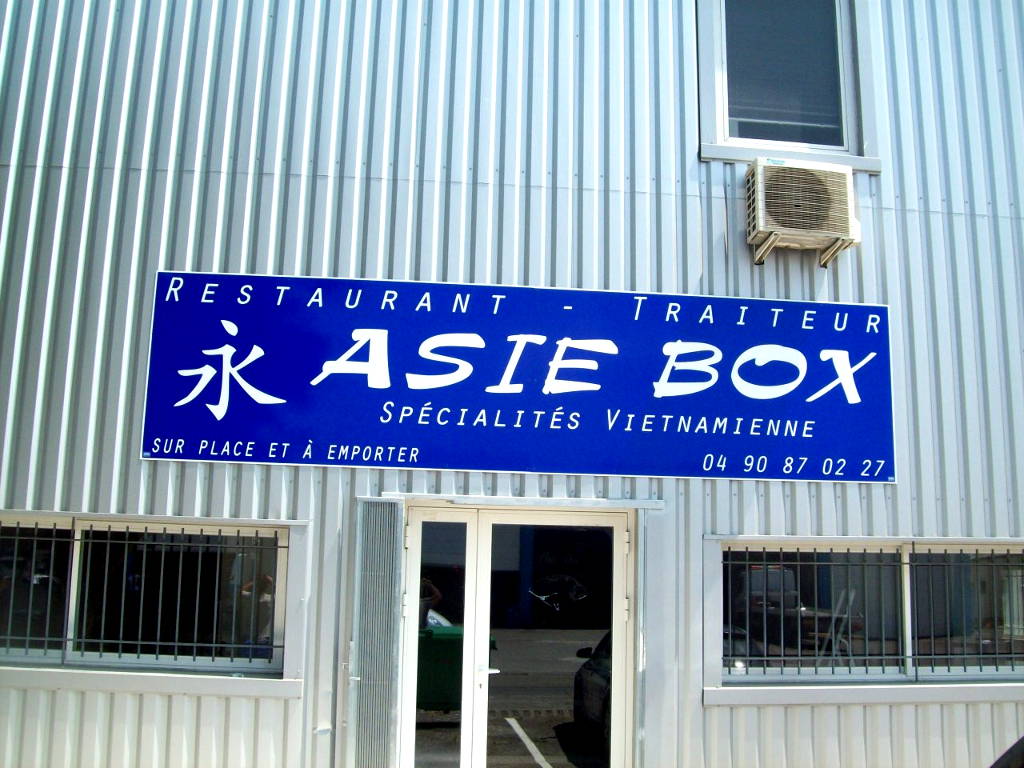 RESTAURANT - TRAITEUR
永 ASIE BOX
SPÉCIALITÉS VIETNAMIENNE
SUR PLACE ET À EMPORTER
04 90 87 02 27